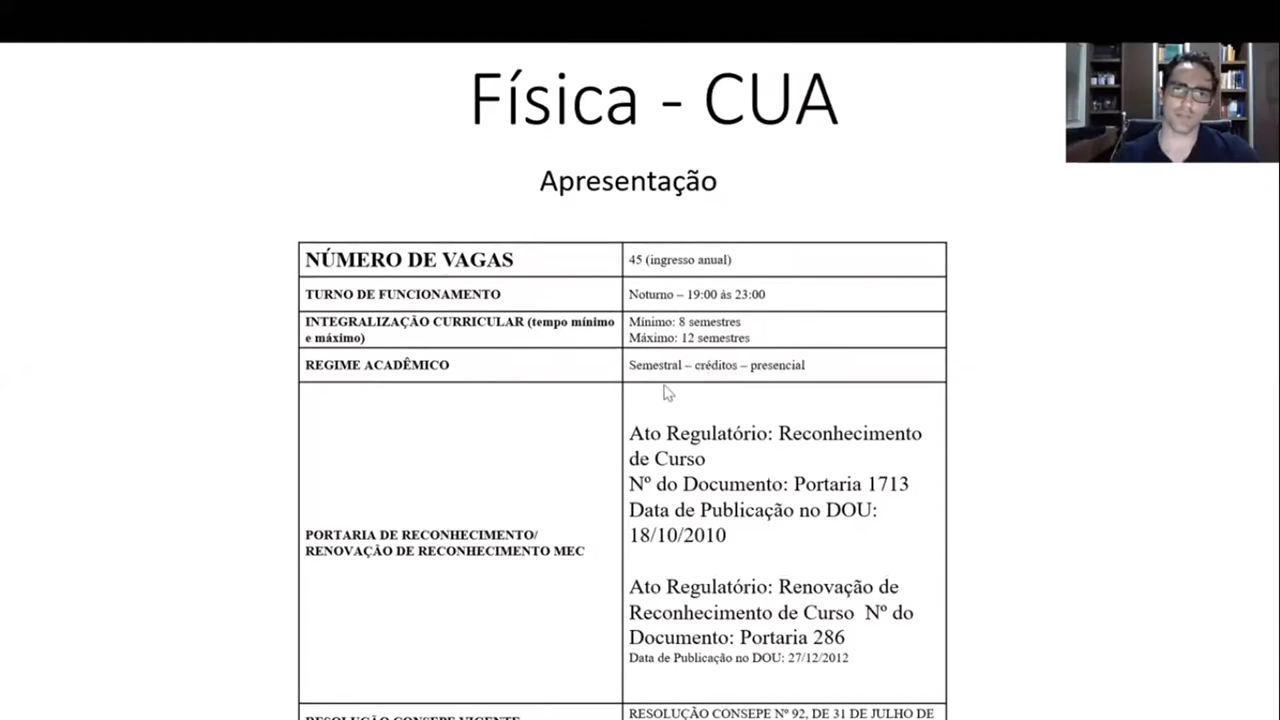 Física - CUA
Apresentação
NÚMERO DE VAGAS
45 (ingresso anual)
TURNO DE FUNCIONAMENTO
Noturno – 19:00 às 23:00
INTEGRALIZAÇÃO CURRICULAR (tempo mínimo
e máximo)
Mínimo: 8 semestres
Máximo: 12 semestres
REGIME ACADÊMICO
Semestral – créditos – presencial
PORTARIA DE RECONHECIMENTO/
RENOVAÇÃO DE RECONHECIMENTO MEC
Ato Regulatório: Reconhecimento
de Curso
Nº do Documento: Portaria 1713
Data de Publicação no DOU:
18/10/2010
Ato Regulatório: Renovação de
Reconhecimento de Curso Nº do
Documento: Portaria 286
Data de Publicação no DOU: 27/12/2012
RESOLUÇÃO CONSEPE VIGENTE
RESOLUÇÃO CONSEPE Nº 92, DE 31 DE JULHO DE